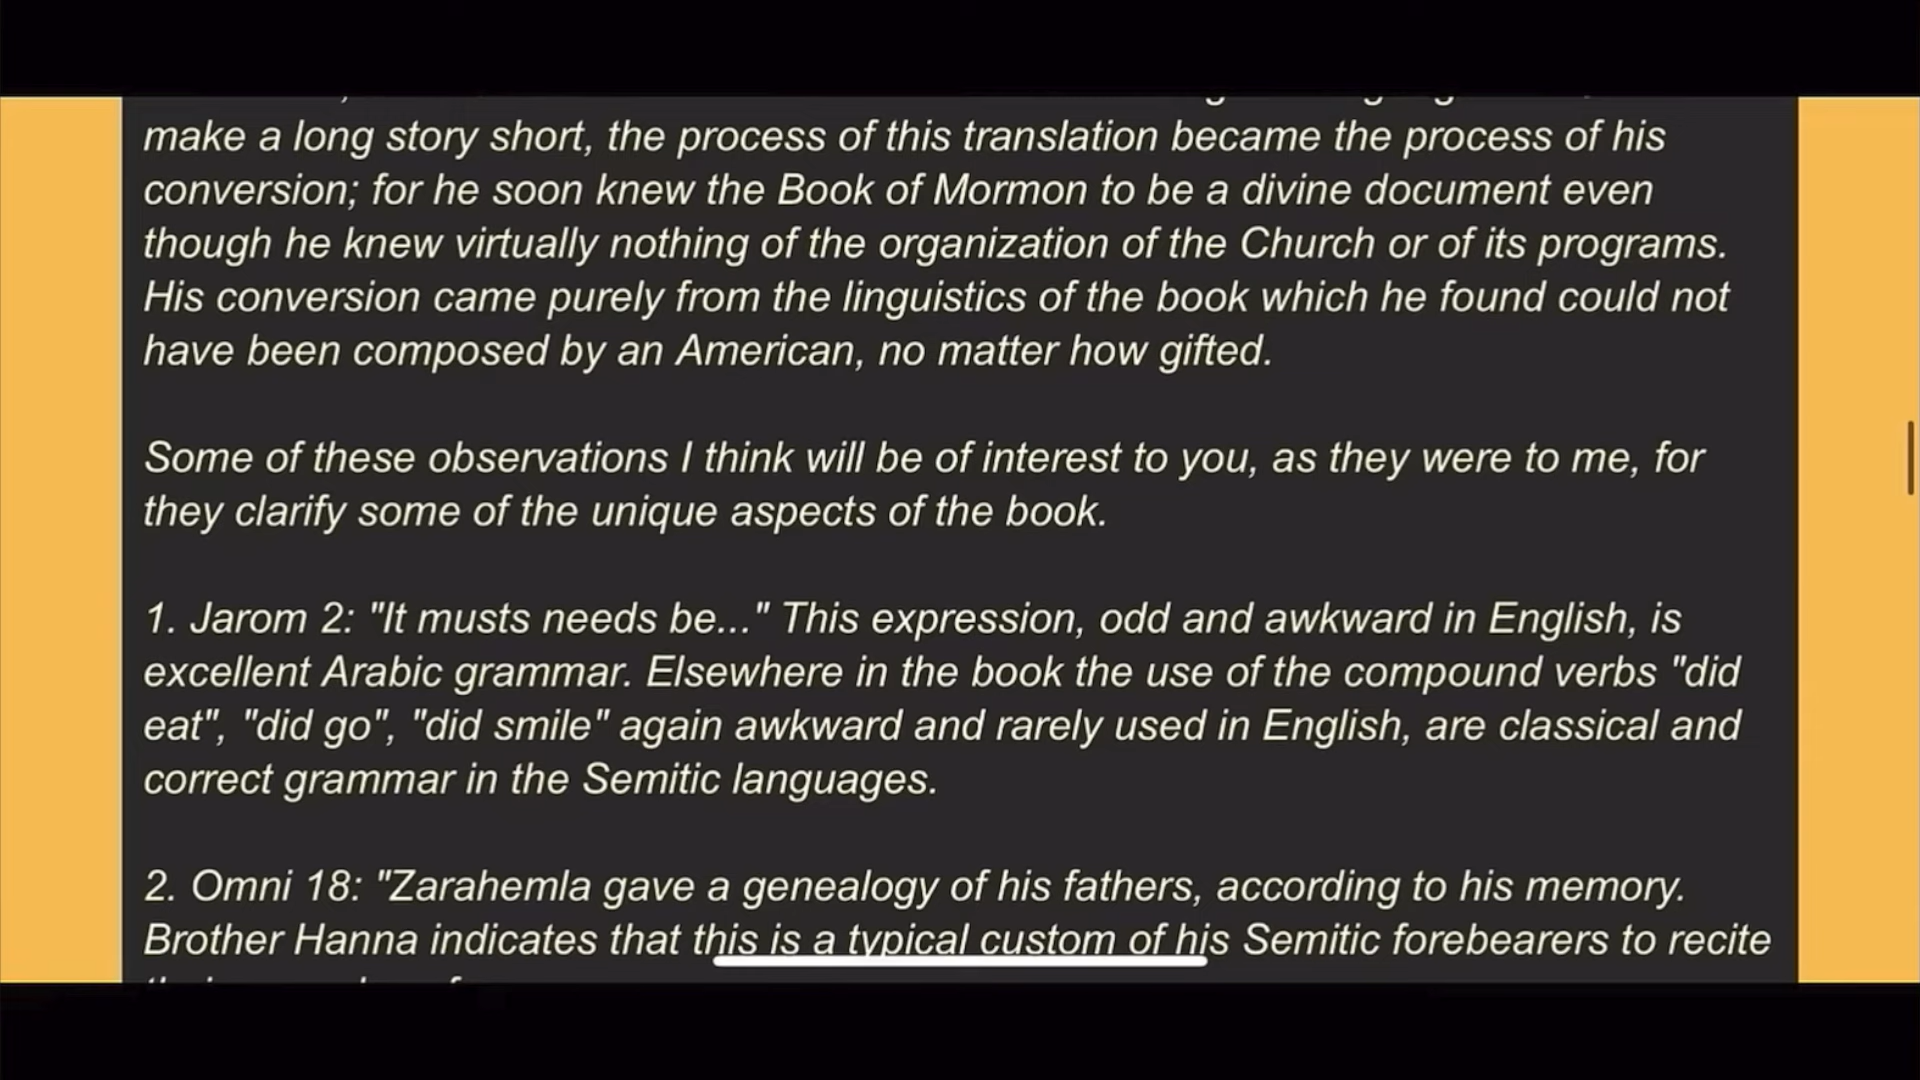 make a long story short, the process of this translation became the process of his
conversion; for he soon knew the Book of Mormon to be a divine document even
though he knew virtually nothing of the organization of the Church or of its programs.
His conversion came purely from the linguistics of the book which he found could not
have been composed by an American, no matter how gifted.
Some of these observations I think will be of interest to you, as they were to me, for
they clarify some of the unique aspects of the book.
1. Jarom 2: "It musts needs be..." This expression, odd and awkward in English, is
excellent Arabic grammar. Elsewhere in the book the use of the compound verbs "did
eat", "did go", "did smile" again awkward and rarely used in English, are classical and
correct grammar in the Semitic languages.
2. Omni 18: "Zarahemla gave a genealogy of his fathers, according to his memory.
Brother Hanna indicates that this is a typical custom of his Semitic forebearers to recite